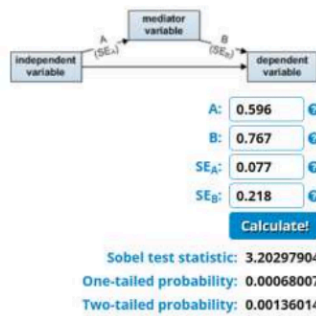 mediator
variable
A
(SEA)
B
(SEB)
independent
variable
dependent
variable
A: 0.596 ?
B: 0.767 ?
SEA: 0.077 ?
SEB: 0.218 ?
Calculate!
Sobel test statistic: 3.20297904
One-tailed probability: 0.00068007
Two-tailed probability: 0.00136014